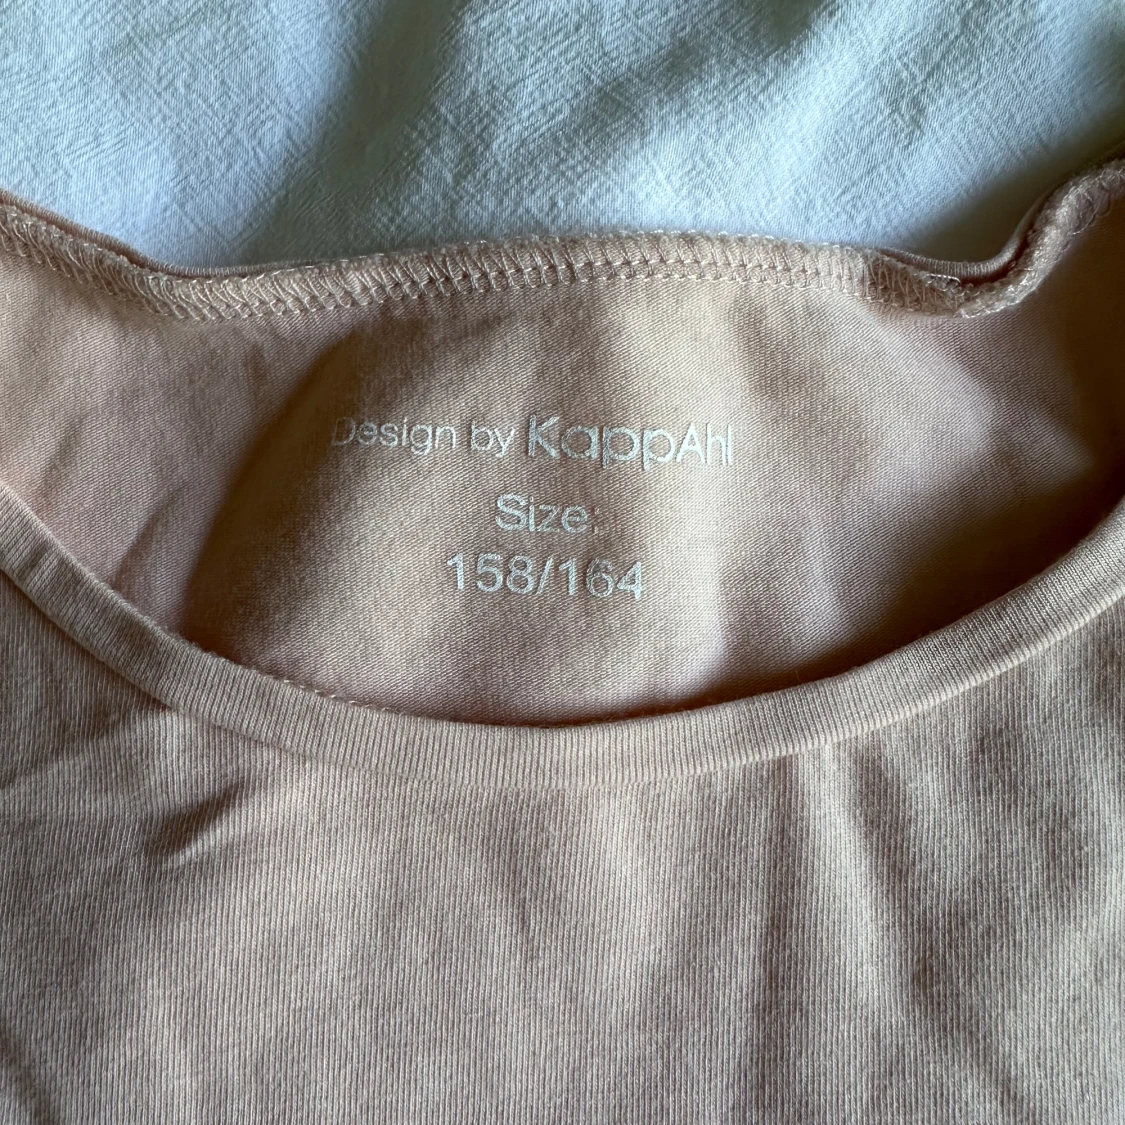 Design by KappAhl
Size:
158/164